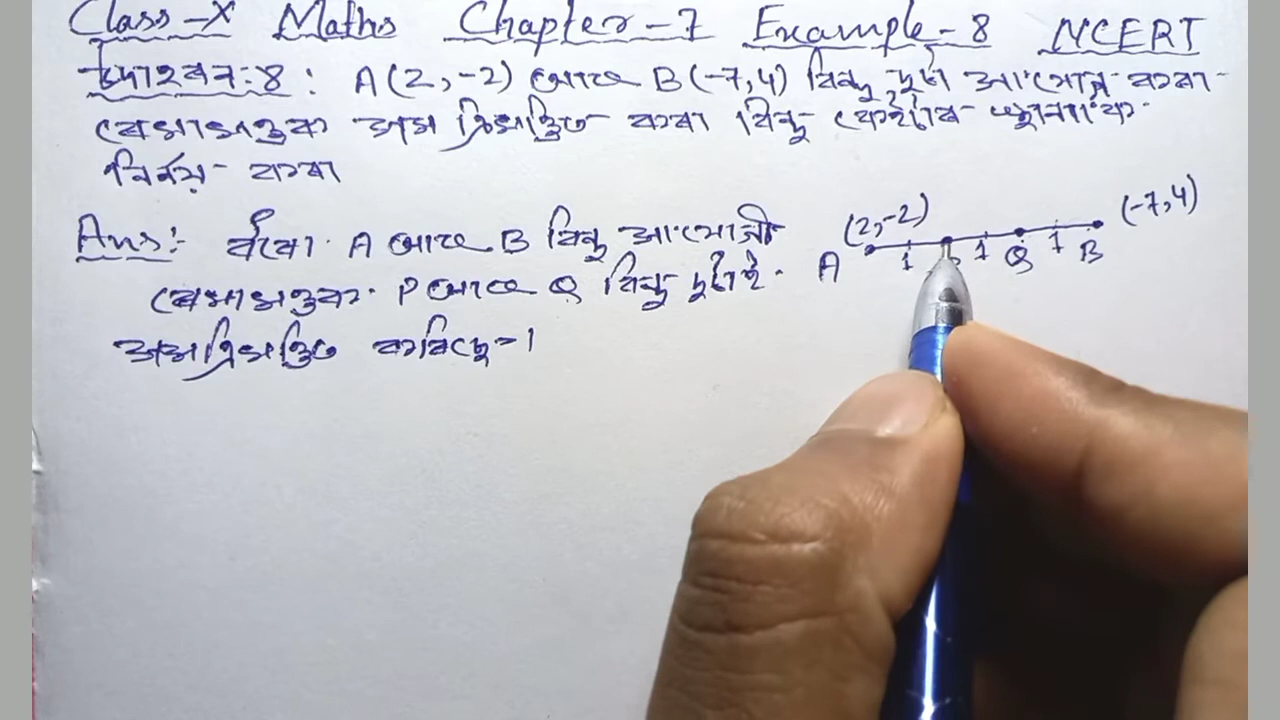 Class-X Maths Chapter-7 Example-8 NCERT
উদাহৰণ:8: A(2,-2) আৰু B(-7,4) বিন্দু দুটা সংযোগ কৰা
ৰেখাখণ্ডক সমত্ৰিখণ্ডিত কৰা বিন্দু কেইটাৰ স্থানাংক
নিৰ্ণয় কৰা
(2,-2) (-7,4)
Ans:- ধৰো A আৰু B বিন্দু সংযোগী
A 1 1 Q 1 B
ৰেখাখণ্ডক P আৰু Q বিন্দু দুটাই
সমত্ৰিখণ্ডিত কৰিছে।